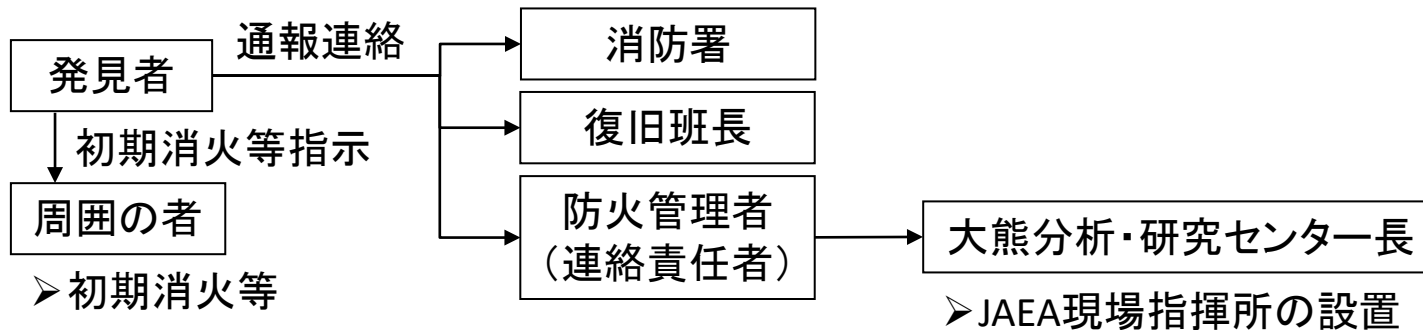 通報連絡
発見者
消防署
復旧班長
初期消火等指示
周囲の者
防火管理者
（連絡責任者）
大熊分析・研究センター長
➢初期消火等
➢JAEA現場指揮所の設置